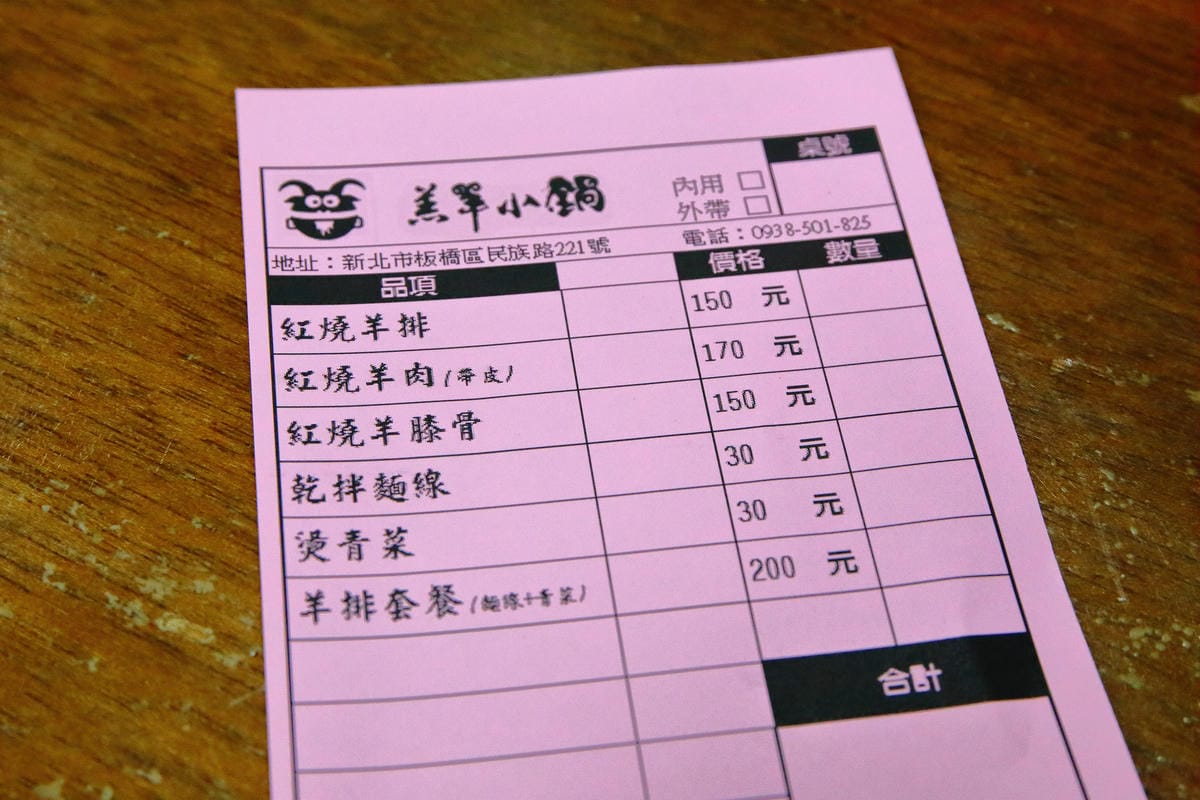 桌號
羔羊小鍋
內用 □
外帶 □
地址：新北市板橋區民族路221號 電話：0938-501-825
品項 價格 數量
紅燒羊排 150 元
紅燒羊肉(帶皮) 170 元
紅燒羊膝骨 150 元
乾拌麵線 30 元
燙青菜 30 元
羊排套餐(麵線+青菜) 200 元
合計